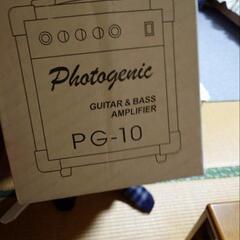 Photogenic
GUITAR & BASS
AMPLIFIER
PG-10